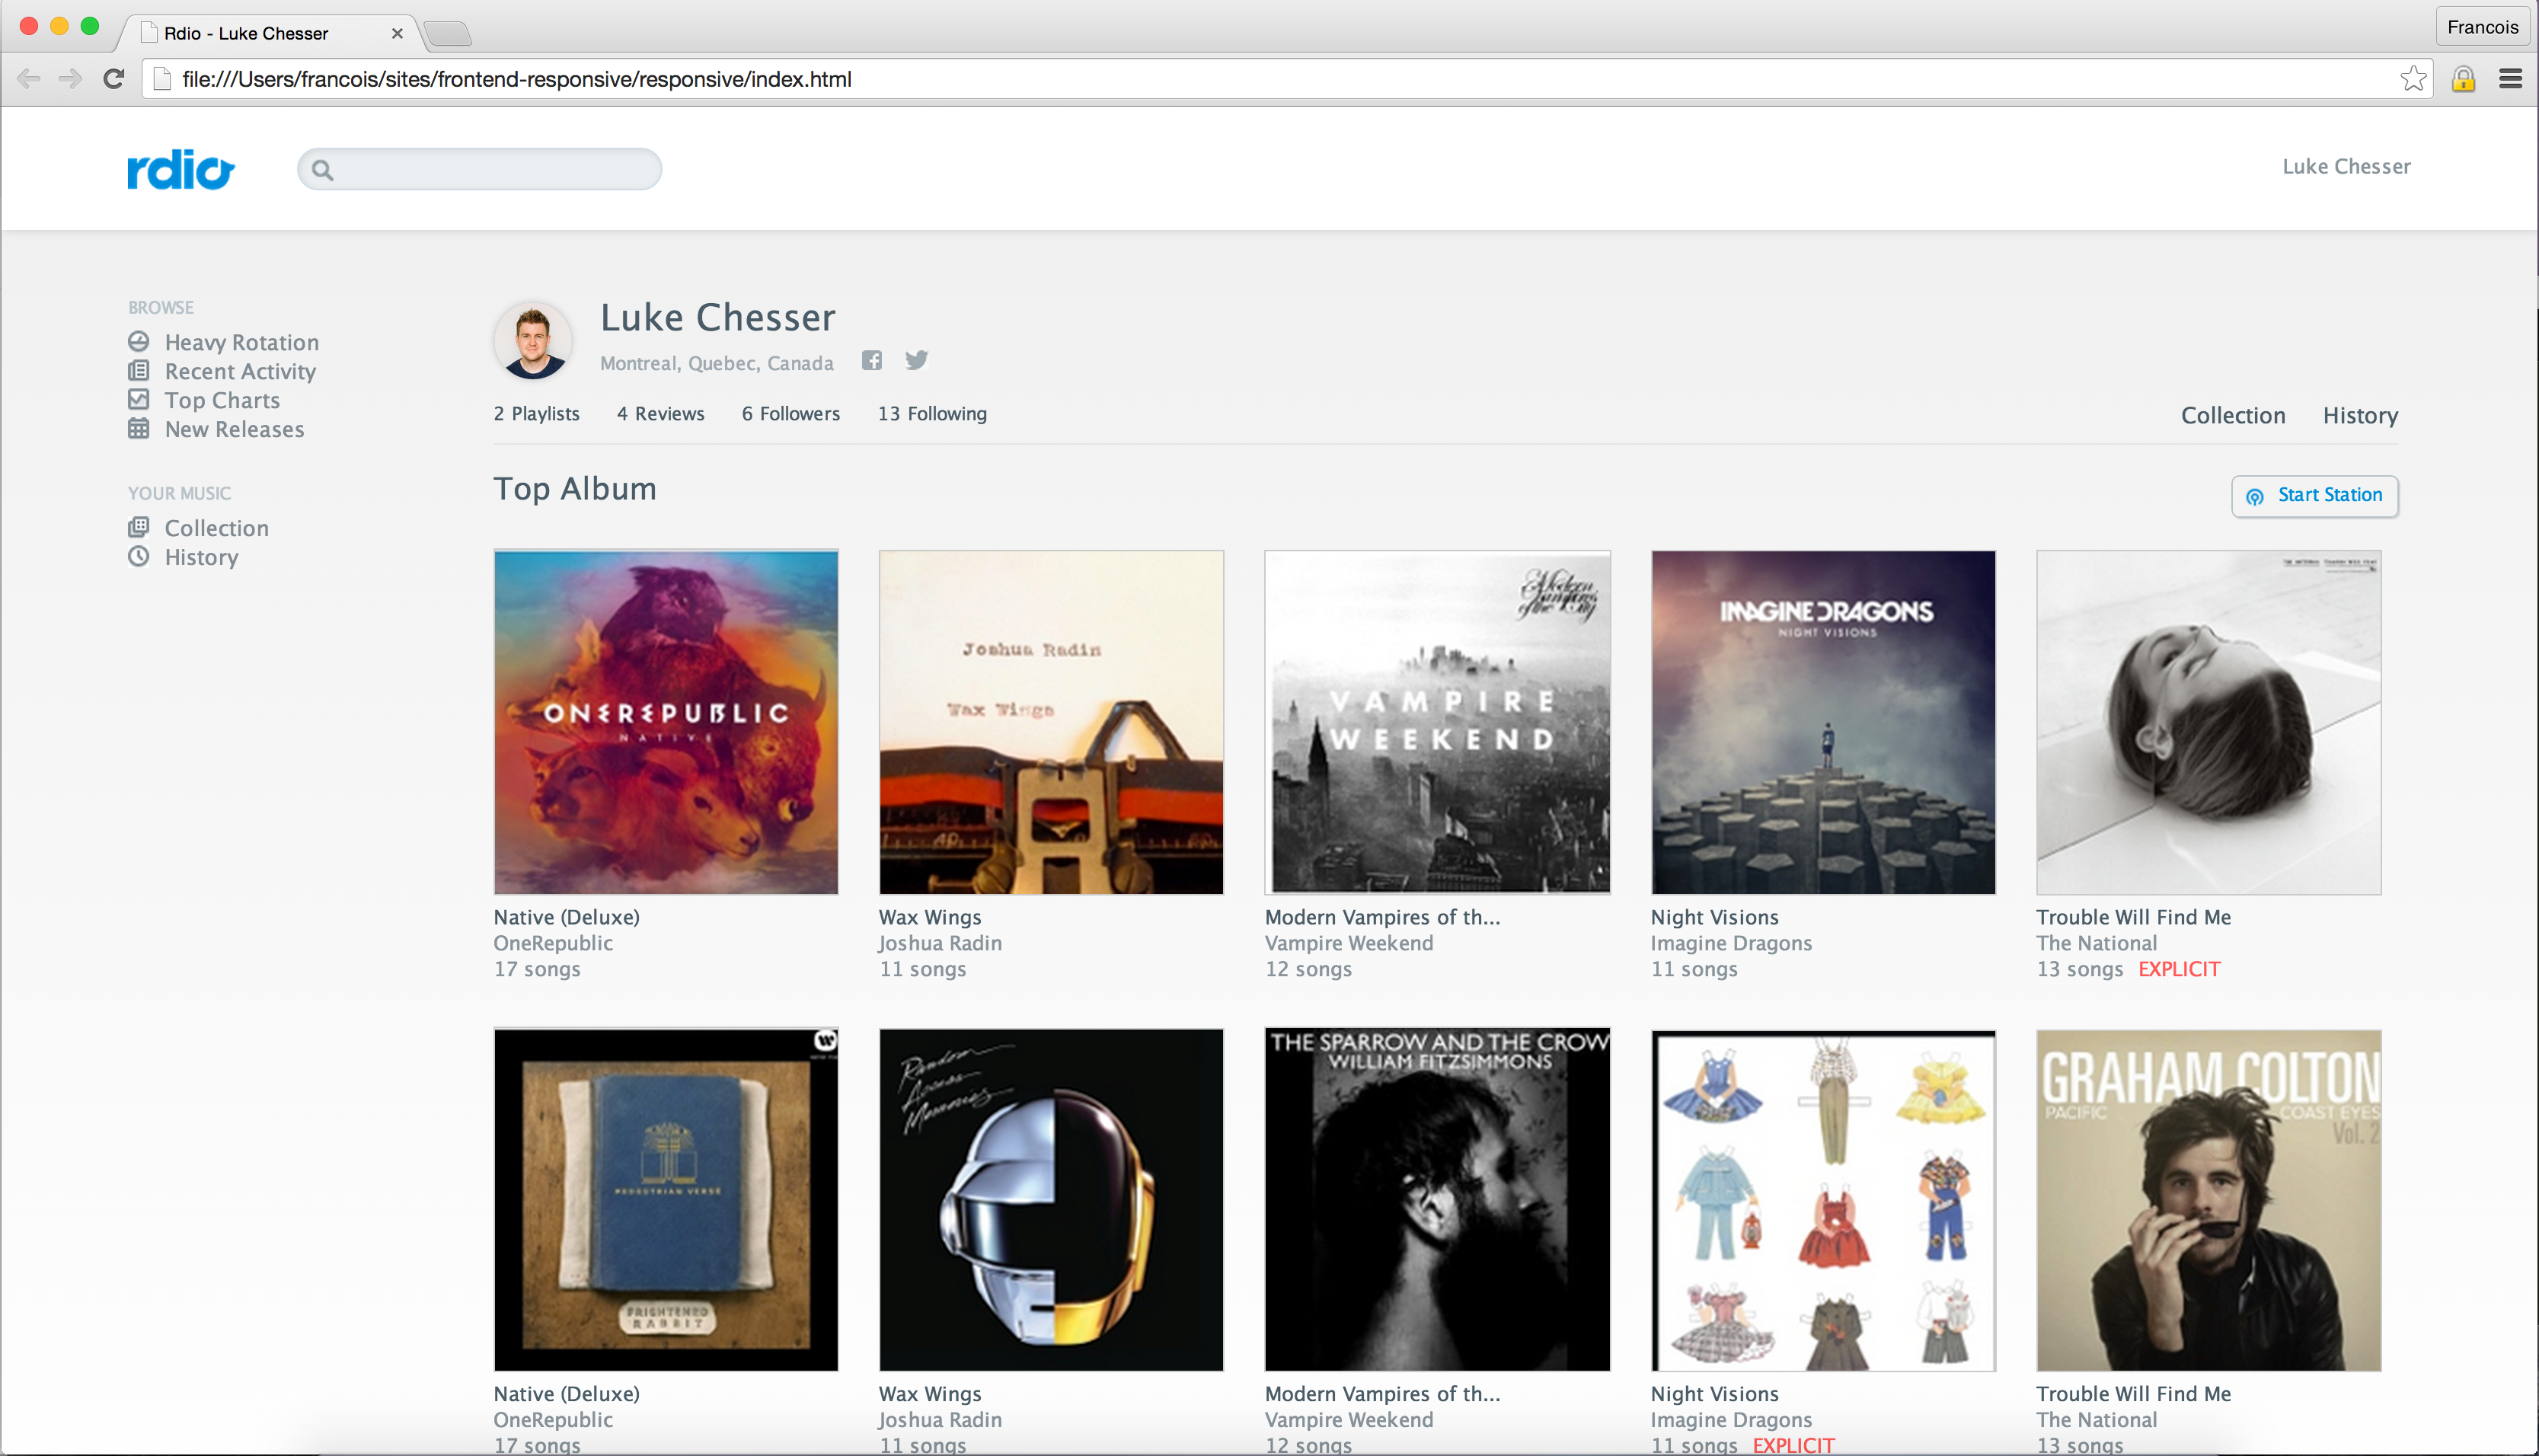 Rdio - Luke Chesser
Francois
file:///Users/francois/sites/frontend-responsive/responsive/index.html
rdio
Luke Chesser
BROWSE
Heavy Rotation
Recent Activity
Top Charts
New Releases
YOUR MUSIC
Collection
History
Luke Chesser
Montreal, Quebec, Canada
2 Playlists 4 Reviews 6 Followers 13 Following
Collection History
Top Album
Start Station
ONEREPUBLIC
NATIVE
Joshua Radin
Wax Wings
Modern
Vampires
of the City
VAMPIRE
WEEKEND
IMAGINE DRAGONS
NIGHT VISIONS
Native (Deluxe)
OneRepublic
17 songs
Wax Wings
Joshua Radin
11 songs
Modern Vampires of th...
Vampire Weekend
12 songs
Night Visions
Imagine Dragons
11 songs
Trouble Will Find Me
The National
13 songs EXPLICIT
PEDESTRIAN VERSE
FRIGHTENED
RABBIT
Random
Access
Memories
THE SPARROW AND THE CROW
WILLIAM FITZSIMMONS
GRAHAM COLTON
PACIFIC COAST EYES
Vol. 2
Native (Deluxe)
OneRepublic
17 songs
Wax Wings
Joshua Radin
11 songs
Modern Vampires of th...
Vampire Weekend
12 songs
Night Visions
Imagine Dragons
11 songs EXPLICIT
Trouble Will Find Me
The National
13 songs